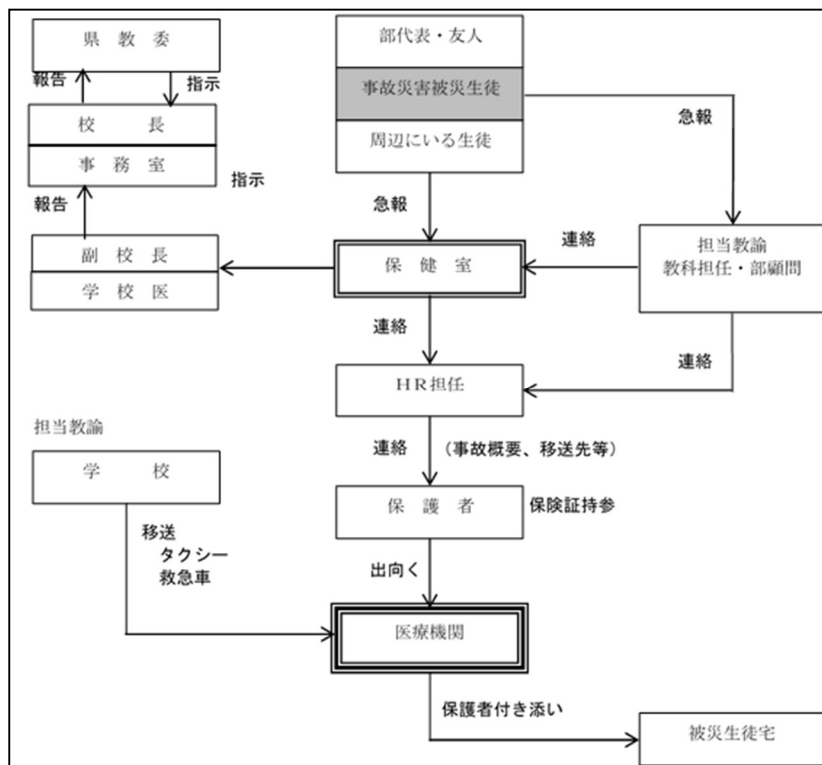 県 教 委
報告
指示
校 長
事 務 室
報告
指示
副 校 長
学 校 医
部代表・友人
事故災害被災生徒
周辺にいる生徒
急報
急報
担当教諭
教科担任・部顧問
連絡
保 健 室
連絡
連絡
HR担任
連絡 （事故概要、移送先等）
保 護 者
保険証持参
出向く
担当教諭
学 校
移送
タクシー
救急車
医療機関
保護者付き添い
被災生徒宅